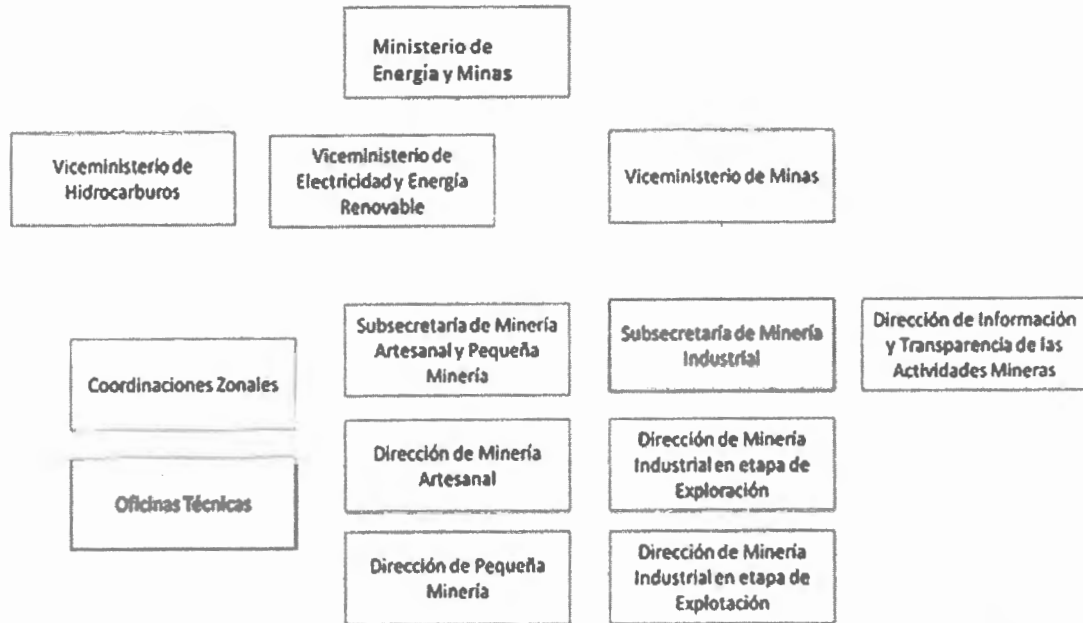 Ministerio de
Energía y Minas
Viceministerio de
Hidrocarburos
Viceministerio de
Electricidad y Energía
Renovable
Viceministerio de Minas
Coordinaciones Zonales
Oficinas Técnicas
Subsecretaría de Minería
Artesanal y Pequeña
Minería
Dirección de Minería
Artesanal
Dirección de Pequeña
Minería
Subsecretaría de Minería
Industrial
Dirección de Minería
Industrial en etapa de
Exploración
Dirección de Minería
Industrial en etapa de
Explotación
Dirección de Información
y Transparencia de las
Actividades Mineras